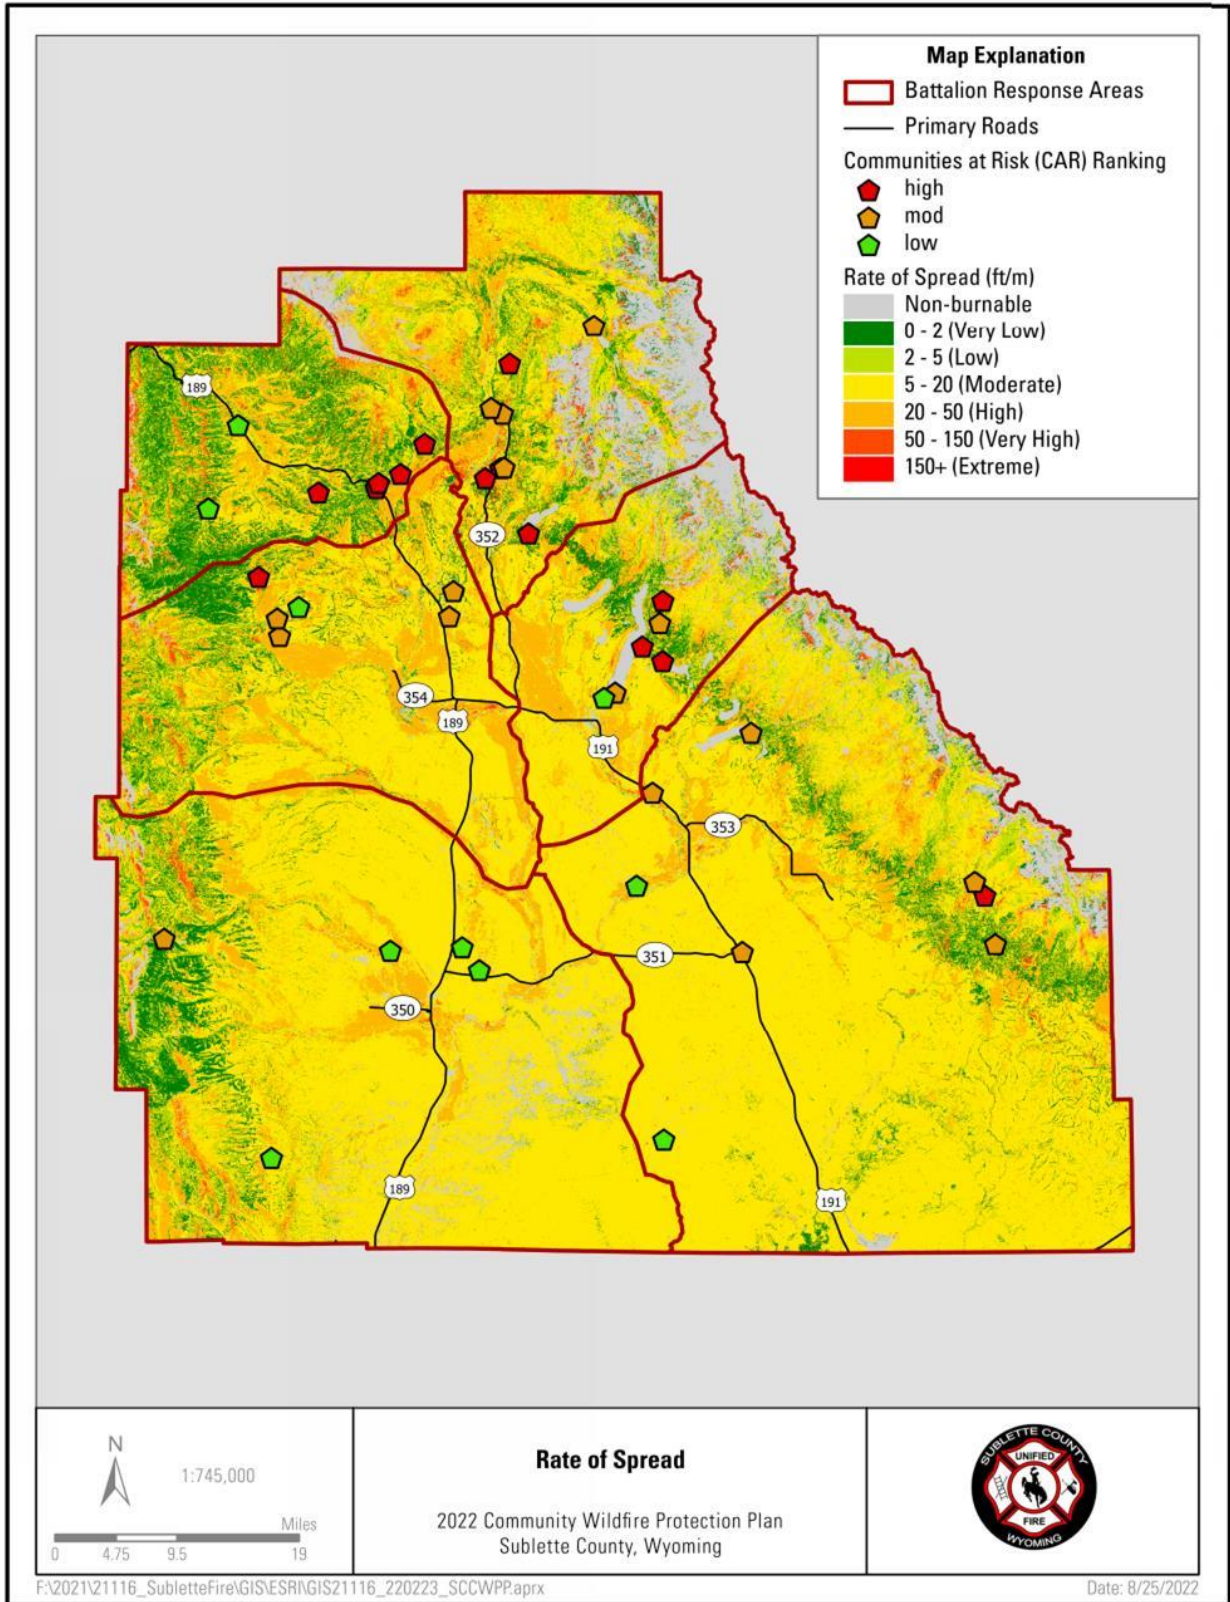 Map Explanation
Battalion Response Areas
Primary Roads
Communities at Risk (CAR) Ranking
high
mod
low
Rate of Spread (ft/m)
Non-burnable
0 - 2 (Very Low)
2 - 5 (Low)
5 - 20 (Moderate)
20 - 50 (High)
50 - 150 (Very High)
150+ (Extreme)
189
352
354
189
191
353
351
350
189
191
N
1:745,000
Miles
0 4.75 9.5 19
Rate of Spread
2022 Community Wildfire Protection Plan
Sublette County, Wyoming
SUBLETTE COUNTY
UNIFIED
FIRE
WYOMING
F:\2021\21116_SubletteFire\GIS\ESRI\GIS21116_220223_SCCWPP.aprx
Date: 8/25/2022